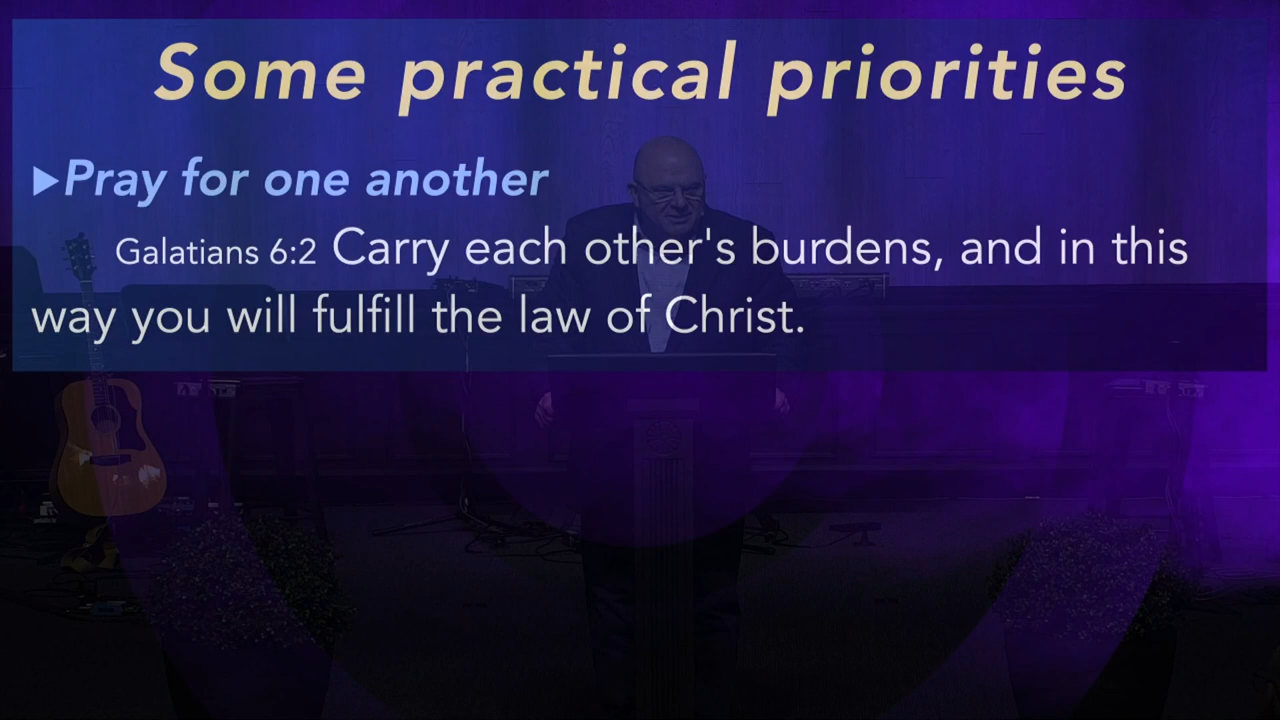 Some practical priorities
▶Pray for one another
Galatians 6:2 Carry each other's burdens, and in this
way you will fulfill the law of Christ.